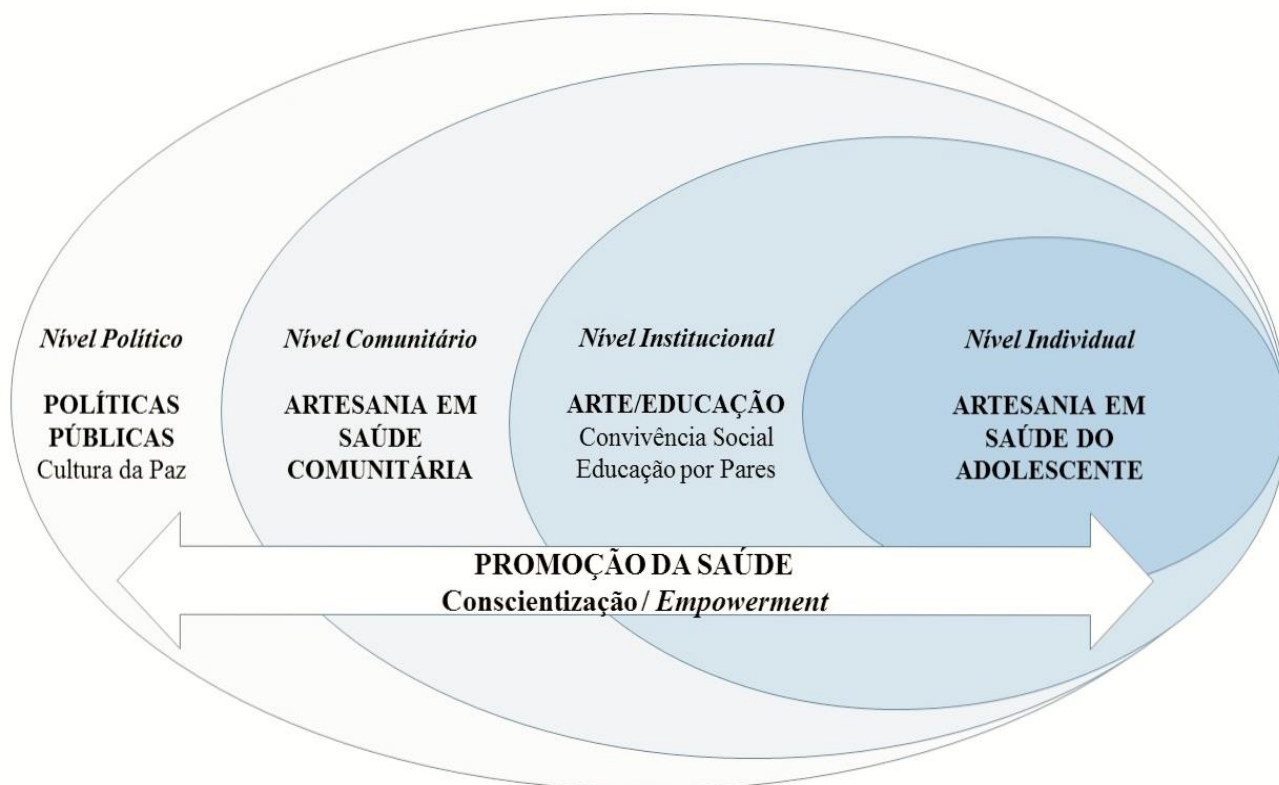 Nível Político
POLÍTICAS
PÚBLICAS
Cultura da Paz
Nível Comunitário
ARTESANIA EM
SAÚDE
COMUNITÁRIA
Nível Institucional
ARTE/EDUCAÇÃO
Convivência Social
Educação por Pares
Nível Individual
ARTESANIA EM
SAÚDE DO
ADOLESCENTE
PROMOÇÃO DA SAÚDE
Conscientização / Empowerment